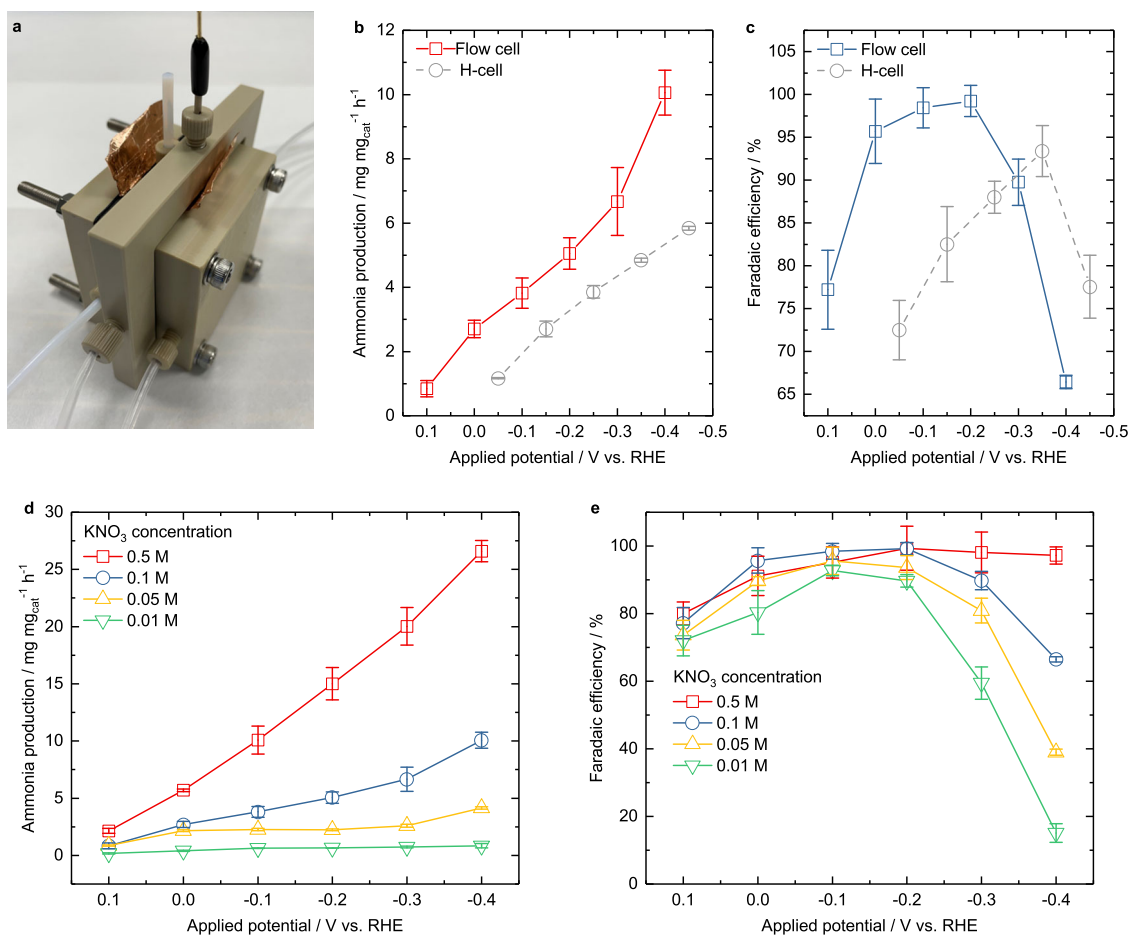 a
b
12
10
8
6
4
2
0
Ammonia production / mg mgcat⁻¹ h⁻¹
Flow cell
H-cell
0.1 0.0 -0.1 -0.2 -0.3 -0.4 -0.5
Applied potential / V vs. RHE
c
105
100
95
90
85
80
75
70
65
Faradaic efficiency / %
Flow cell
H-cell
0.1 0.0 -0.1 -0.2 -0.3 -0.4 -0.5
Applied potential / V vs. RHE
d
30
25
20
15
10
5
0
Ammonia production / mg mgcat⁻¹ h⁻¹
KNO₃ concentration
0.5 M
0.1 M
0.05 M
0.01 M
0.1 0.0 -0.1 -0.2 -0.3 -0.4
Applied potential / V vs. RHE
e
100
80
60
40
20
0
Faradaic efficiency / %
KNO₃ concentration
0.5 M
0.1 M
0.05 M
0.01 M
0.1 0.0 -0.1 -0.2 -0.3 -0.4
Applied potential / V vs. RHE